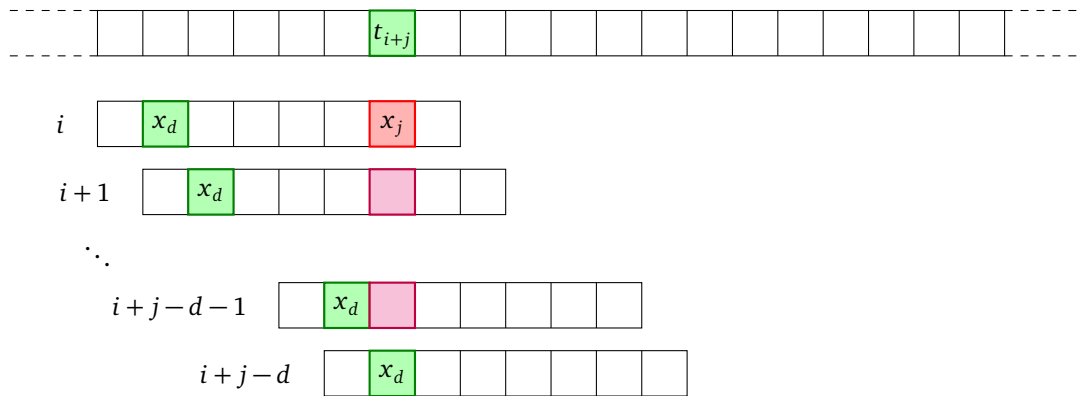 t_{i+j}
i x_d x_j
i + 1 x_d
⋱
i + j − d − 1 x_d
i + j − d x_d